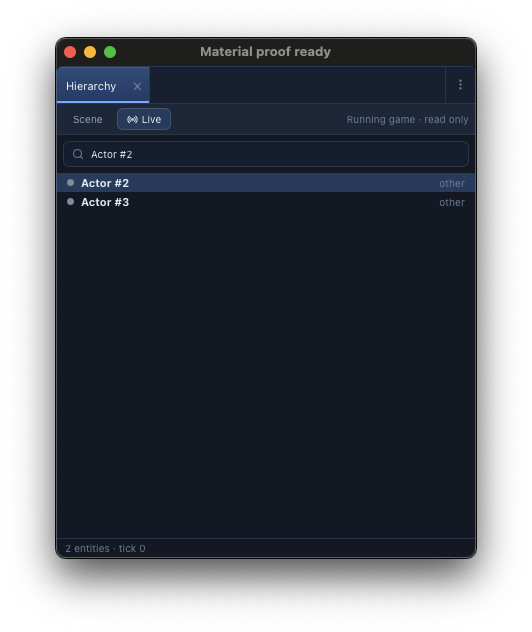 Material proof ready
Hierarchy
Scene Live Running game · read only
Actor #2
Actor #2 other
Actor #3 other
2 entities · tick 0